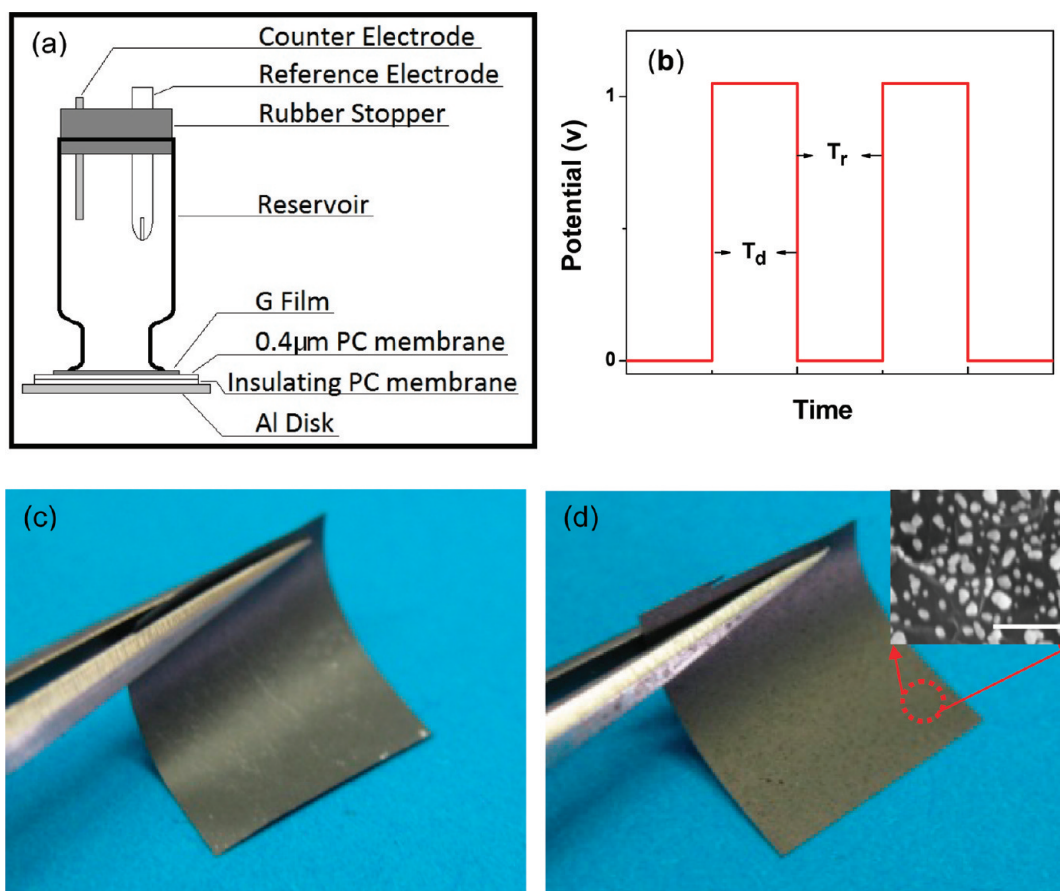 (a)
Counter Electrode
Reference Electrode
Rubber Stopper
Reservoir
G Film
0.4μm PC membrane
Insulating PC membrane
Al Disk
(b)
1
0
Potential (v)
Tr
Td
Time
(c)
(d)